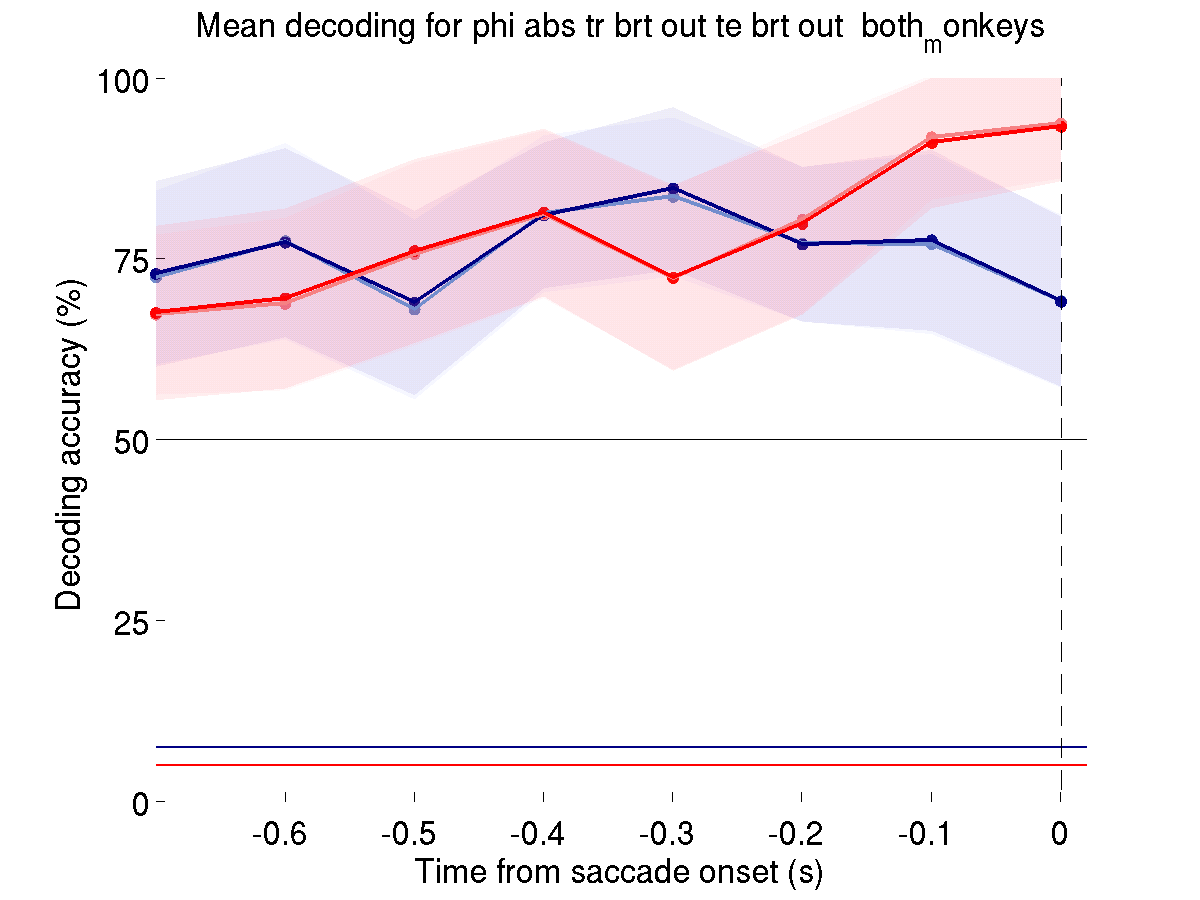 Mean decoding for phi abs tr brt out te brt out  both_monkeys
100
75
50
25
0
Decoding accuracy (%)
-0.6 -0.5 -0.4 -0.3 -0.2 -0.1 0
Time from saccade onset (s)